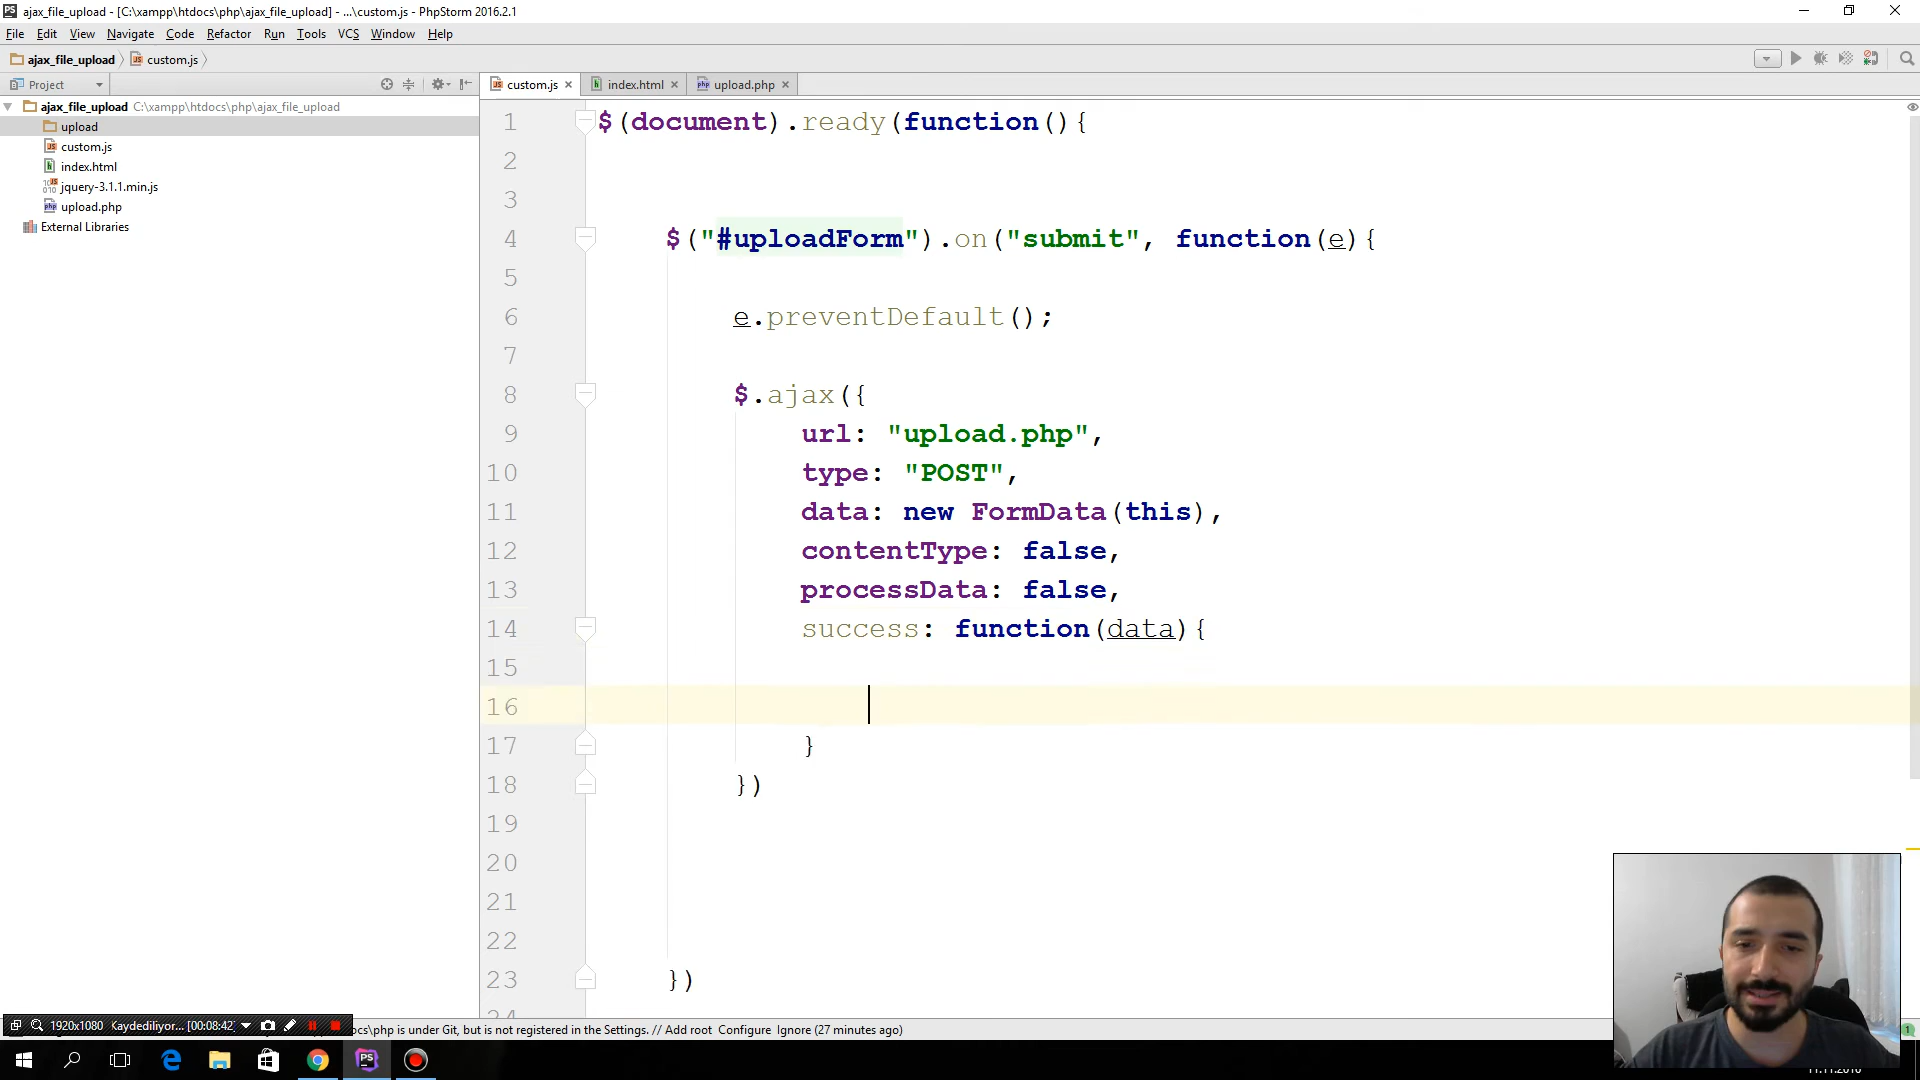 ajax_file_upload - [C:\xampp\htdocs\php\ajax_file_upload] - ...\custom.js - PhpStorm 2016.2.1
File Edit View Navigate Code Refactor Run Tools VCS Window Help
ajax_file_upload custom.js
Project
custom.js index.html upload.php
ajax_file_upload C:\xampp\htdocs\php\ajax_file_upload
upload
custom.js
index.html
jquery-3.1.1.min.js
upload.php
External Libraries
1 $(document).ready(function(){
2
3
4 $("#uploadForm").on("submit", function(e){
5
6 e.preventDefault();
7
8 $.ajax({
9 url: "upload.php",
10 type: "POST",
11 data: new FormData(this),
12 contentType: false,
13 processData: false,
14 success: function(data){
15
16
17 }
18 })
19
20
21
22
23 })
1920x1080 Kaydediliyor... [00:08:42]
ocs\php is under Git, but is not registered in the Settings. // Add root Configure Ignore (27 minutes ago)